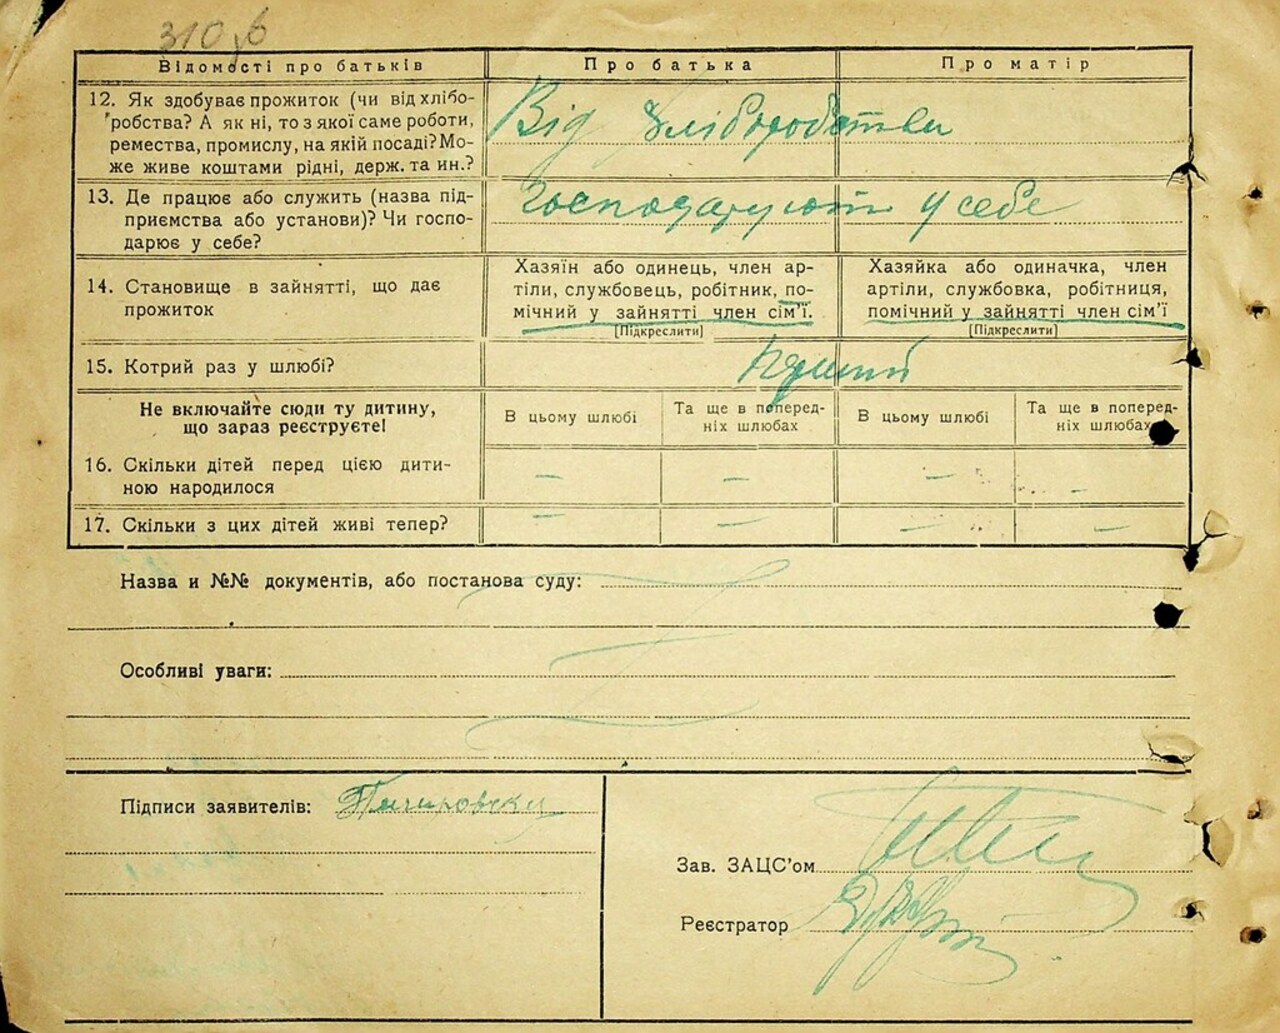 310 зв
Відомості про батьків
Про батька
Про матір
12. Як здобуває прожиток (чи від хлібо-
робства? А як ні, то з якої саме роботи,
ремества, промислу, на якій посаді? Мо-
же живе коштами рідні, держ. та ин.?
Від хліборобства
13. Де працює або служить (назва під-
приємства або установи)? Чи госпо-
дарює у себе?
Господарюють у себе
14. Становище в зайнятті, що дає
прожиток
Хазяїн або одинець, член ар-
тіли, службовець, робітник, по-
мічний у зайнятті член сім'ї.
[Підкреслити]
Хазяйка або одиначка, член
артіли, службовка, робітниця,
помічний у зайнятті член сім'ї
[Підкреслити]
15. Котрий раз у шлюбі?
Перший
Не включайте сюди ту дитину,
що зараз реєструєте!
В цьому шлюбі
Та ще в поперед-
ніх шлюбах
В цьому шлюбі
Та ще в поперед-
ніх шлюбах
16. Скільки дітей перед цією дити-
ною народилося
– – – –
17. Скільки з цих дітей живі тепер?
– – – –
Назва и №№ документів, або постанова суду:
Особливі уваги:
Підписи заявителів:
Зав. ЗАЦС'ом
Реєстратор